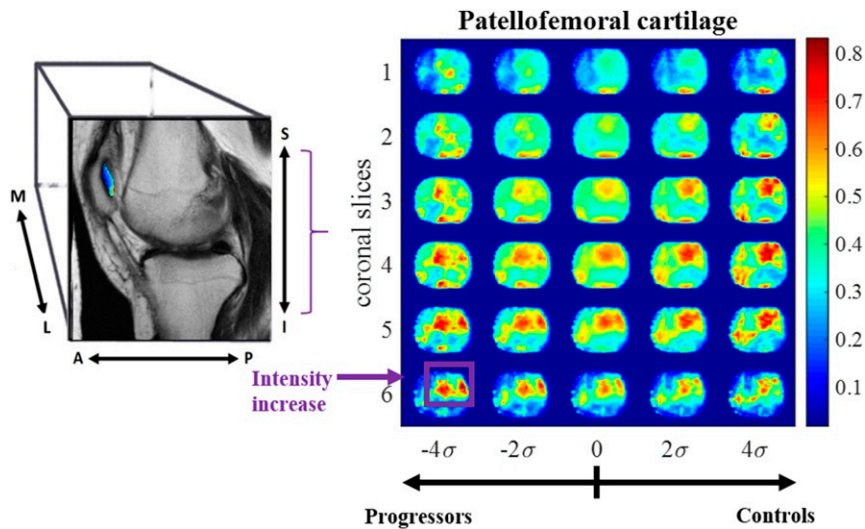 Patellofemoral cartilage
S
M
L
I
A
P
coronal slices
1
2
3
4
5
6
Intensity
increase
-4σ
-2σ
0
2σ
4σ
Progressors
Controls
0.8
0.7
0.6
0.5
0.4
0.3
0.2
0.1